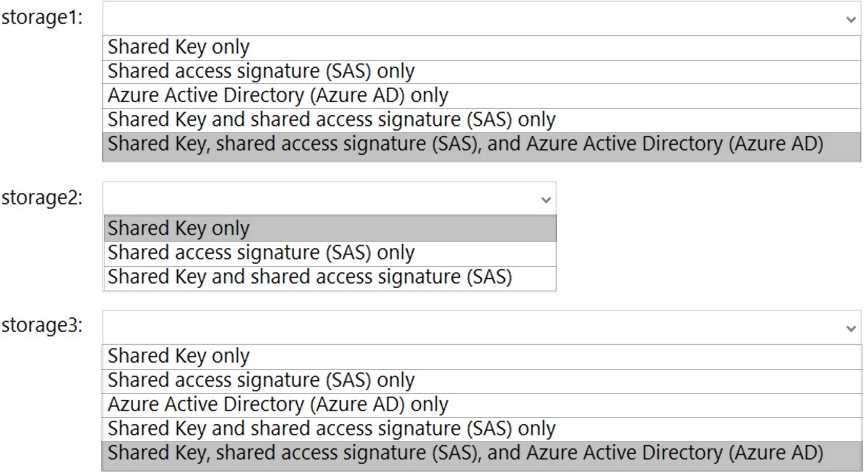 storage1:
Shared Key only
Shared access signature (SAS) only
Azure Active Directory (Azure AD) only
Shared Key and shared access signature (SAS) only
Shared Key, shared access signature (SAS), and Azure Active Directory (Azure AD)
storage2:
Shared Key only
Shared access signature (SAS) only
Shared Key and shared access signature (SAS)
storage3:
Shared Key only
Shared access signature (SAS) only
Azure Active Directory (Azure AD) only
Shared Key and shared access signature (SAS) only
Shared Key, shared access signature (SAS), and Azure Active Directory (Azure AD)